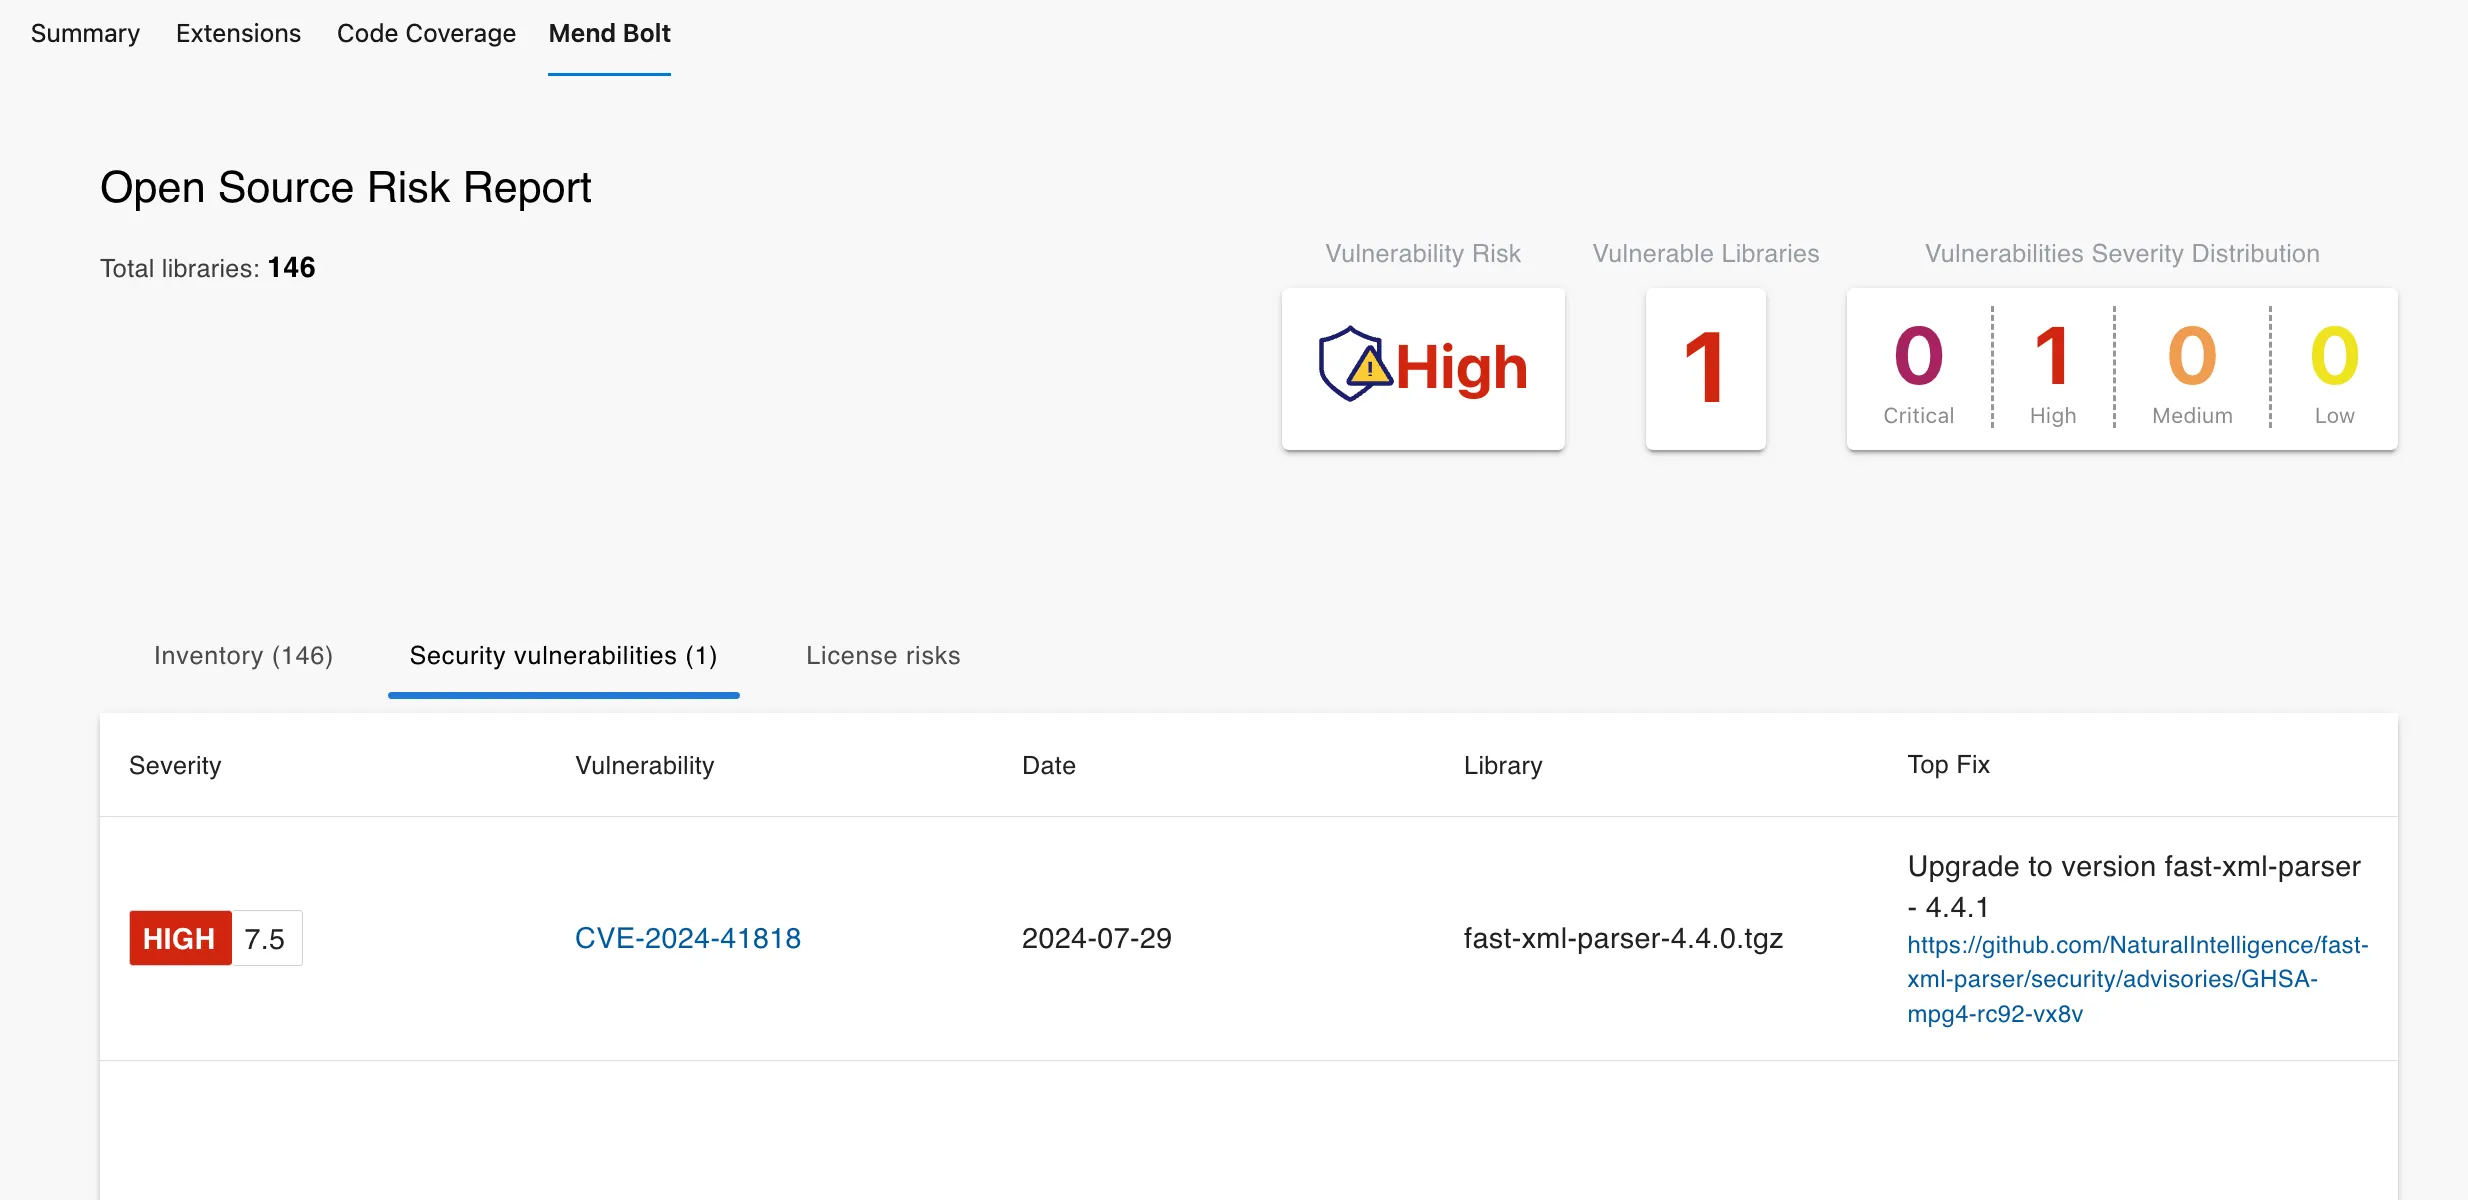 Summary Extensions Code Coverage Mend Bolt
Open Source Risk Report
Total libraries: 146
Vulnerability Risk
High
Vulnerable Libraries
1
Vulnerabilities Severity Distribution
0 1 0 0
Critical High Medium Low
Inventory (146) Security vulnerabilities (1) License risks
Severity Vulnerability Date Library Top Fix
HIGH 7.5 CVE-2024-41818 2024-07-29 fast-xml-parser-4.4.0.tgz
Upgrade to version fast-xml-parser
- 4.4.1
https://github.com/NaturalIntelligence/fast-
xml-parser/security/advisories/GHSA-
mpg4-rc92-vx8v